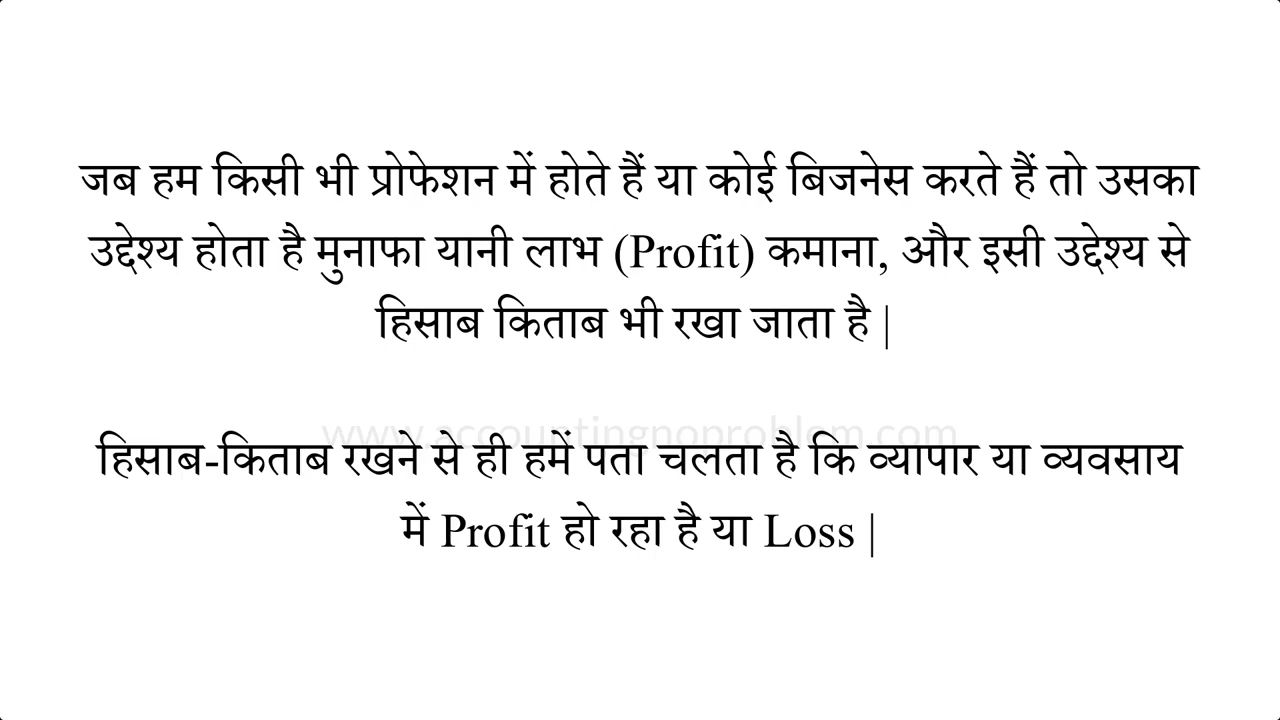 जब हम किसी भी प्रोफेशन में होते हैं या कोई बिजनेस करते हैं तो उसका
उद्देश्य होता है मुनाफा यानी लाभ (Profit) कमाना, और इसी उद्देश्य से
हिसाब किताब भी रखा जाता है |
www.accountingnoproblem.com
हिसाब-किताब रखने से ही हमें पता चलता है कि व्यापार या व्यवसाय
में Profit हो रहा है या Loss |